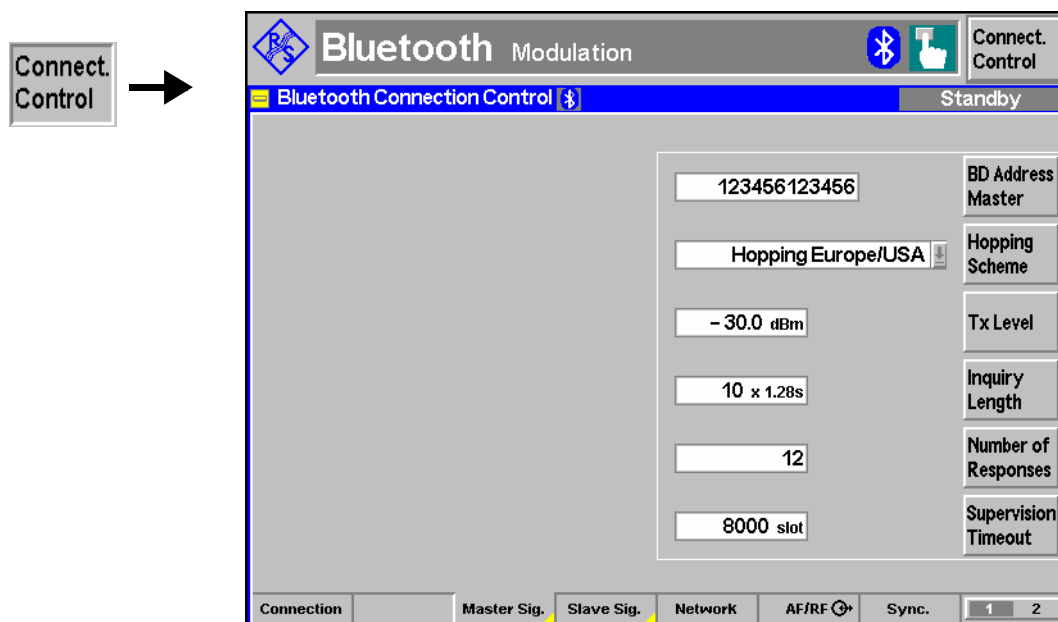 Connect.
Control
R&S
Bluetooth Modulation
Connect.
Control
Bluetooth Connection Control
Standby
123456123456
BD Address
Master
Hopping Europe/USA
Hopping
Scheme
– 30.0 dBm
Tx Level
10 x 1.28s
Inquiry
Length
12
Number of
Responses
8000 slot
Supervision
Timeout
Connection Master Sig. Slave Sig. Network AF/RF Sync. 1 2